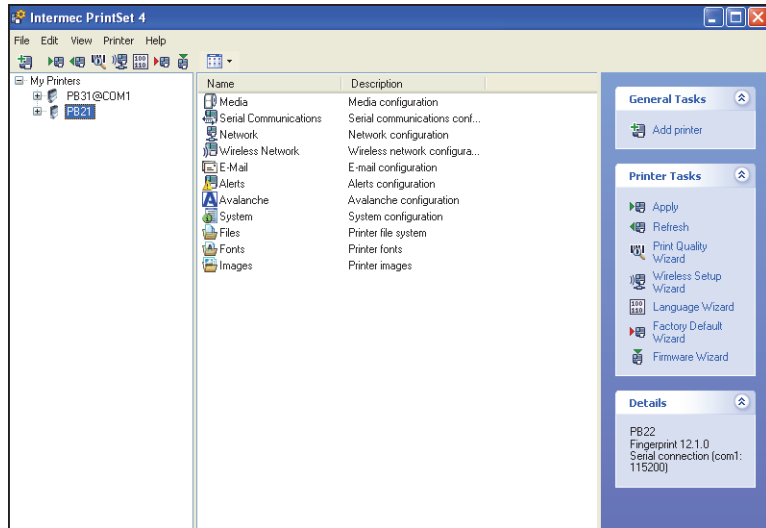 Intermec PrintSet 4
File Edit View Printer Help
My Printers
PB31@COM1
PB21
Name Description
Media Media configuration
Serial Communications Serial communications conf...
Network Network configuration
Wireless Network Wireless network configura...
E-Mail E-mail configuration
Alerts Alerts configuration
Avalanche Avalanche configuration
System System configuration
Files Printer file system
Fonts Printer fonts
Images Printer images
General Tasks
Add printer
Printer Tasks
Apply
Refresh
Print Quality
Wizard
Wireless Setup
Wizard
Language Wizard
Factory Default
Wizard
Firmware Wizard
Details
PB22
Fingerprint 12.1.0
Serial connection (com1:
115200)